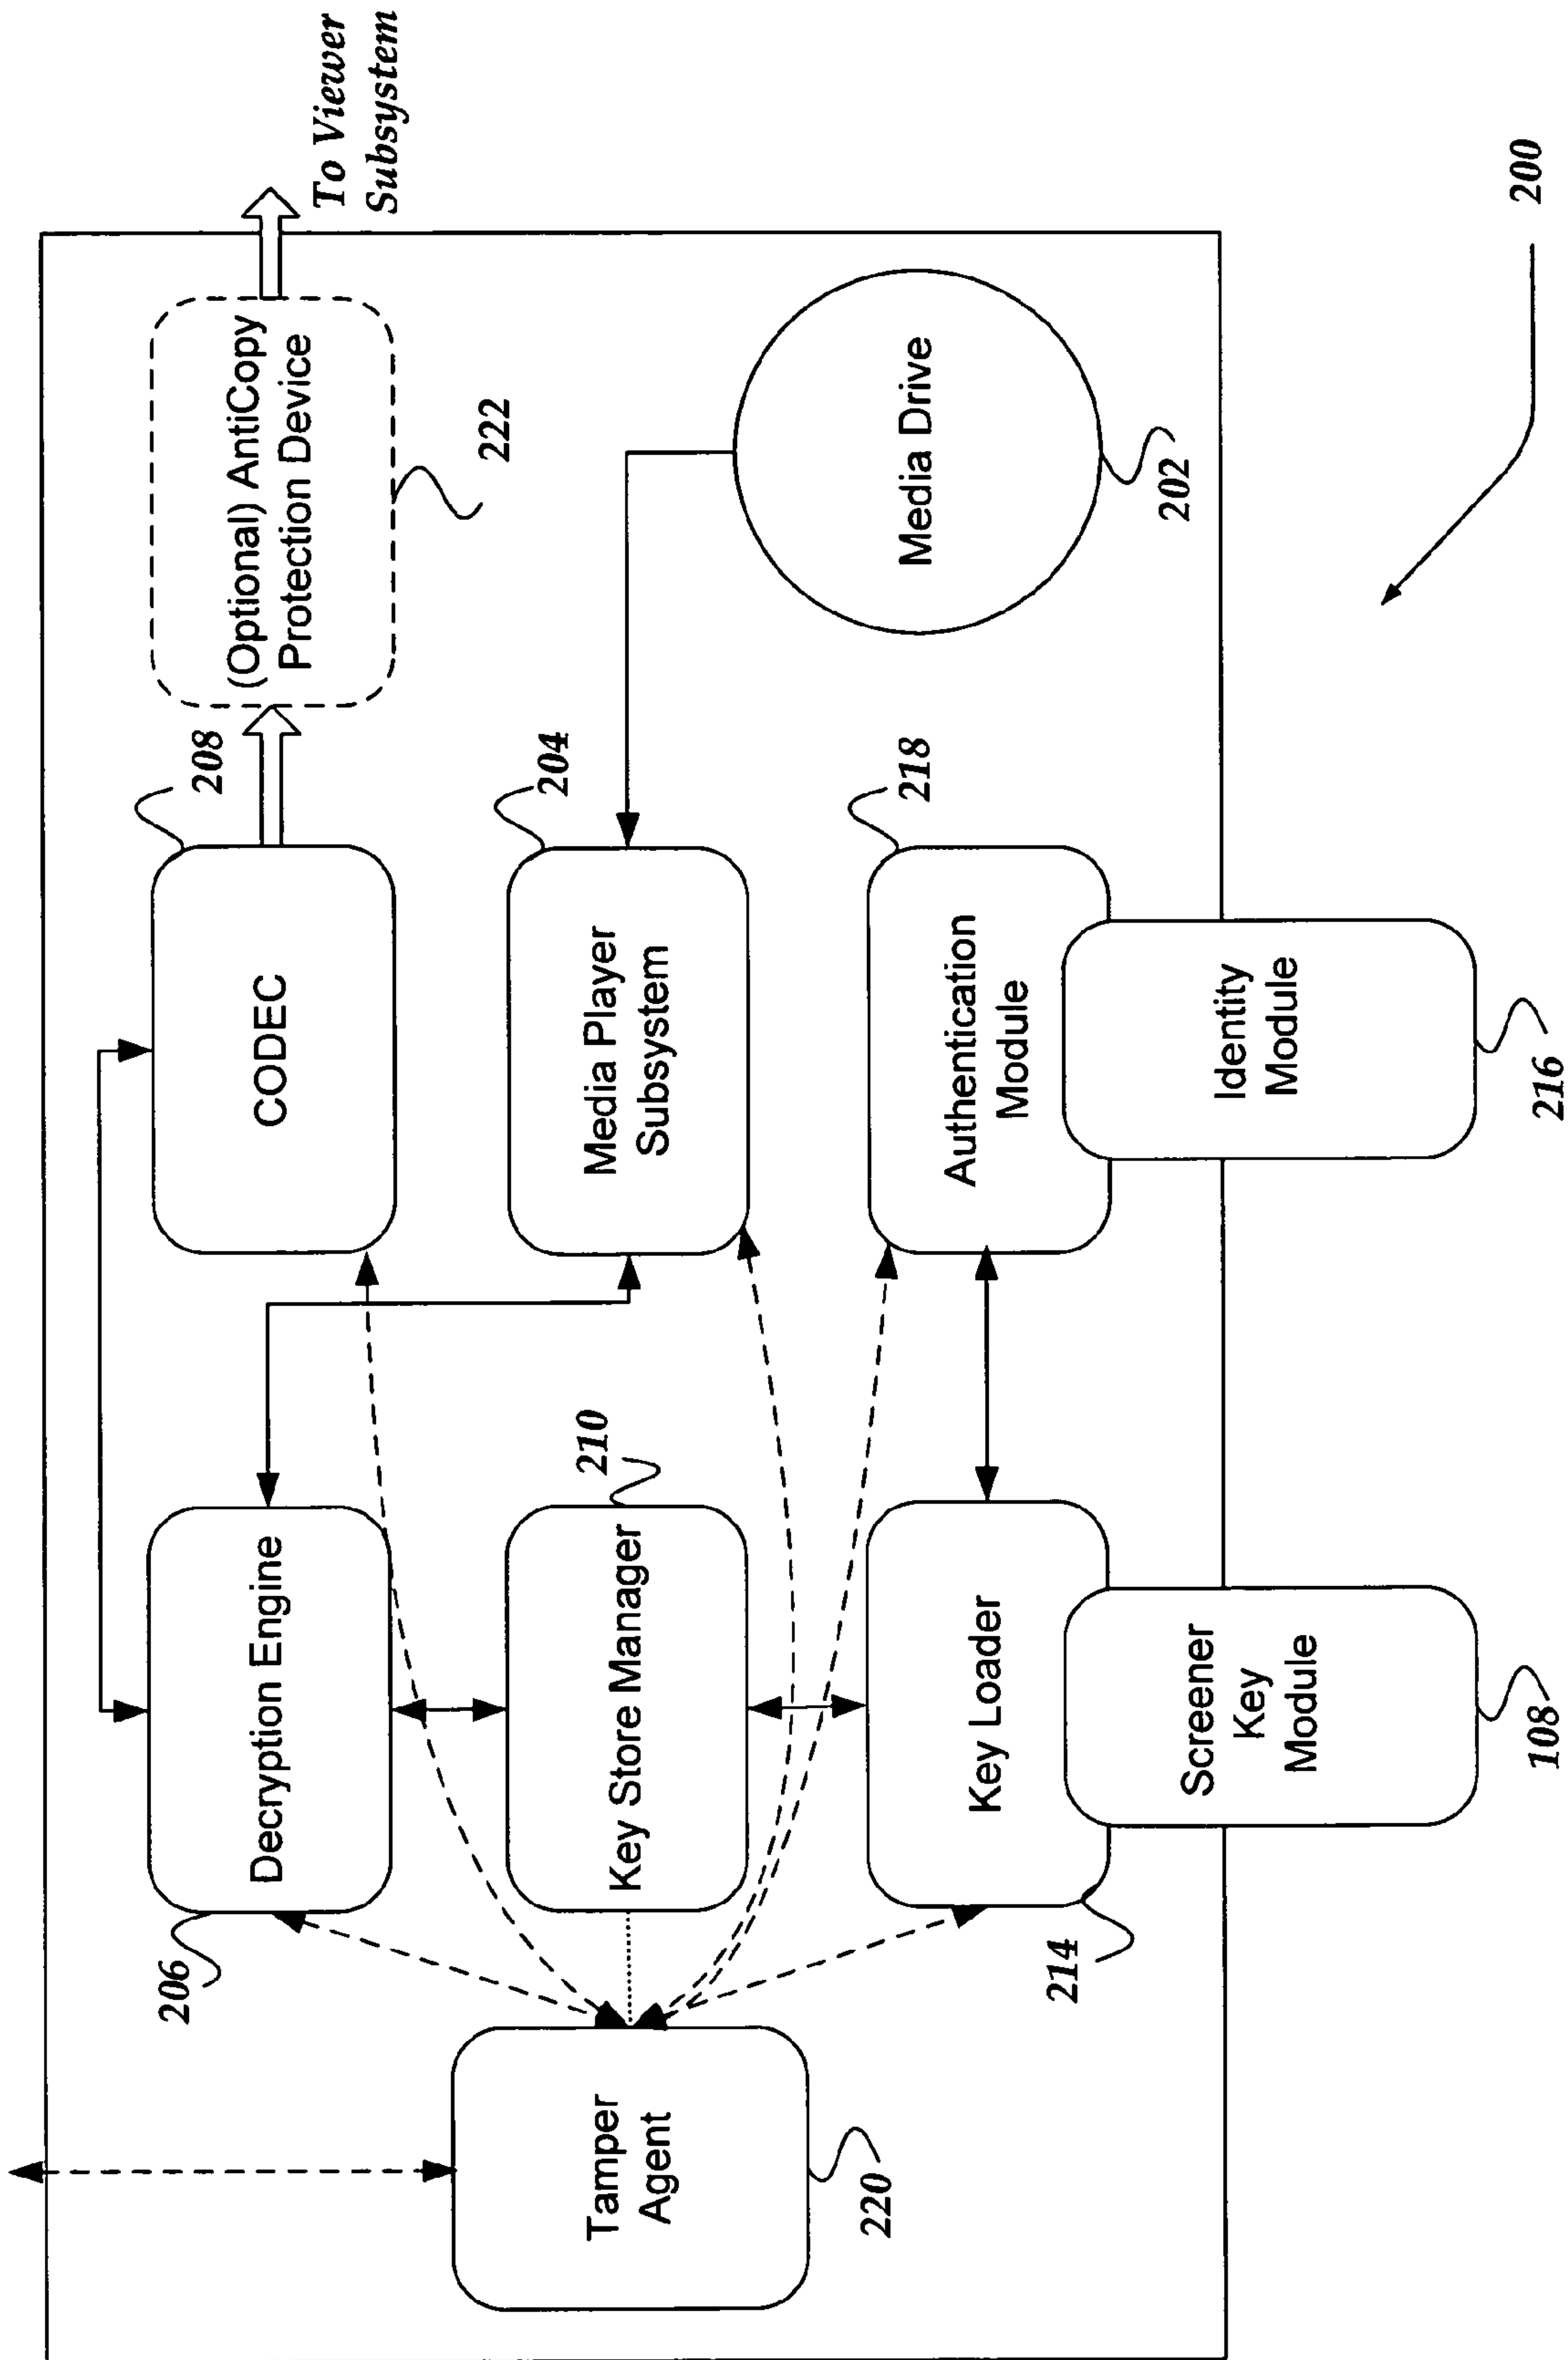 To Viewer
Subsystem
(Optional) AntiCopy
Protection Device
222
208
CODEC
Decryption Engine
206
Tamper
Agent
220
Key Store Manager
210
Media Player
Subsystem
204
Media Drive
202
Key Loader
214
Screener
Key
Module
108
Authentication
Module
218
Identity
Module
216
200